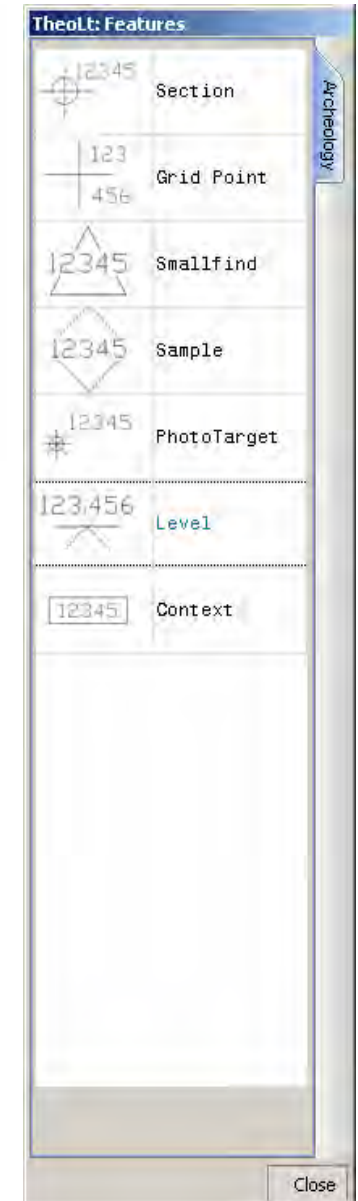 TheoLt: Features
Archeology
12345
Section
123
456
Grid Point
12345
Smallfind
12345
Sample
12345
PhotoTarget
123.456
Level
12345
Context
Close